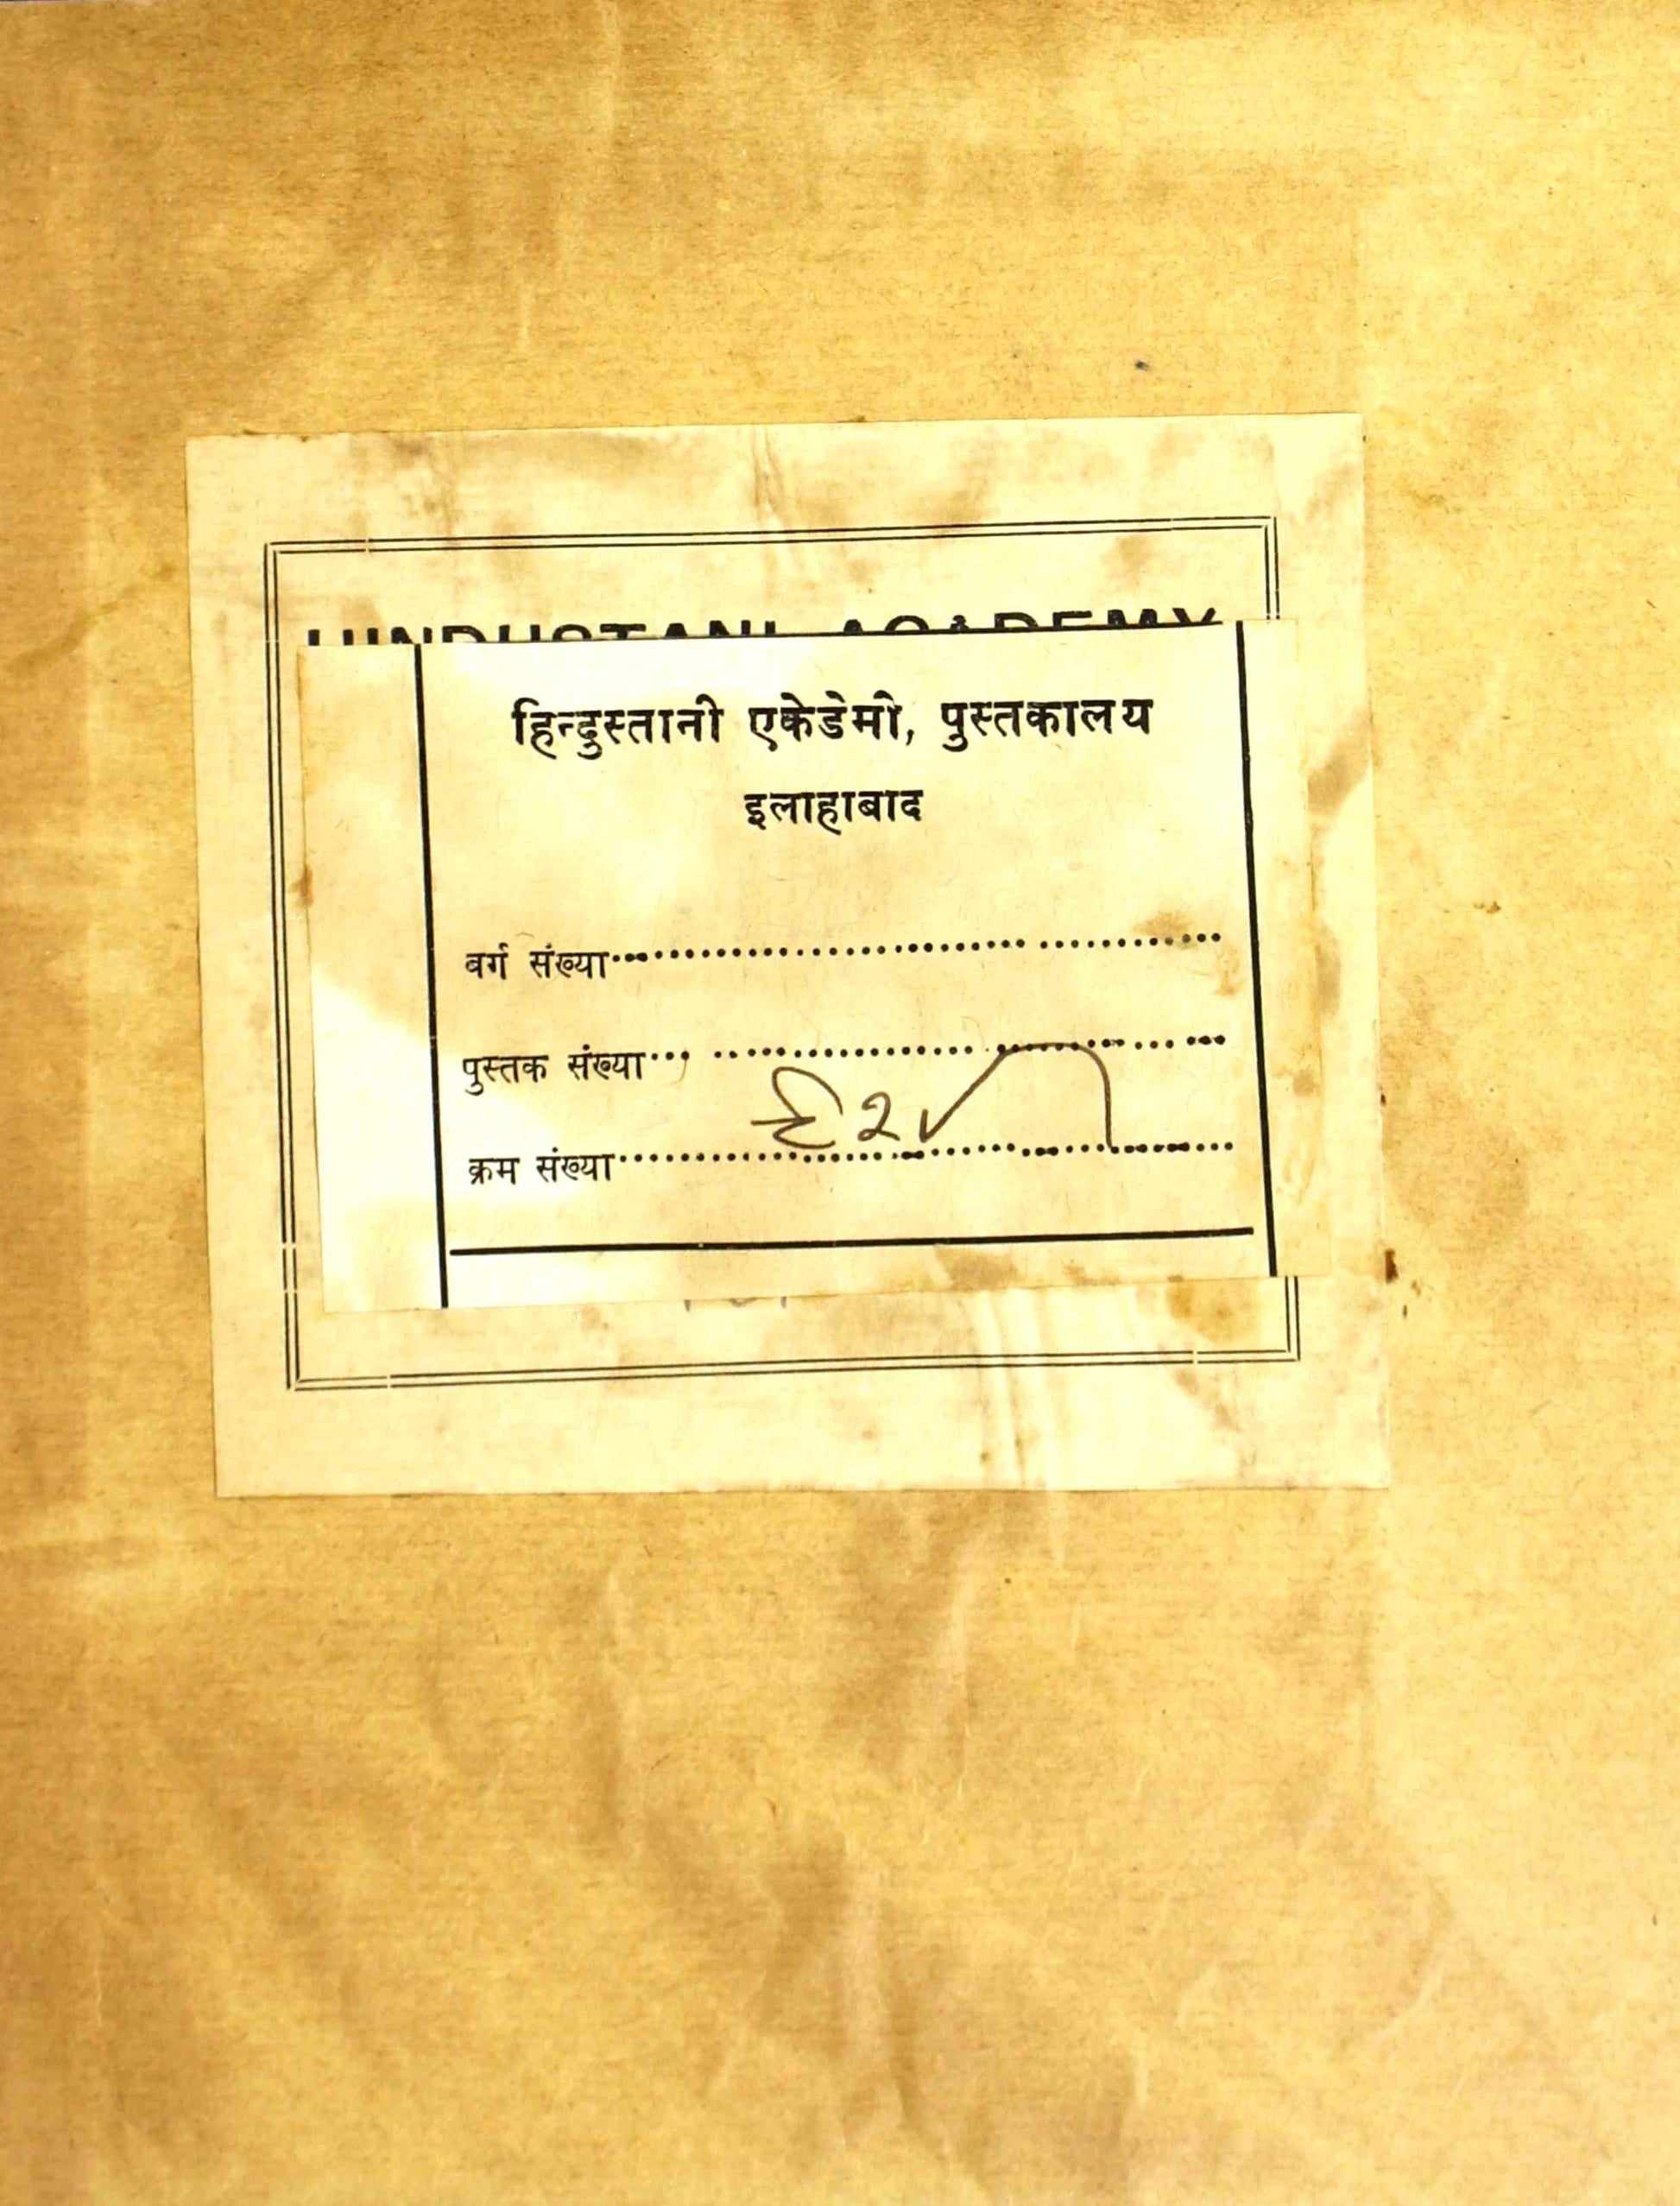 HINDUSTANI ACADEMY
हिन्दुस्तानी एकेडेमी, पुस्तकालय
इलाहाबाद
वर्ग संख्या
पुस्तक संख्या
क्रम संख्या